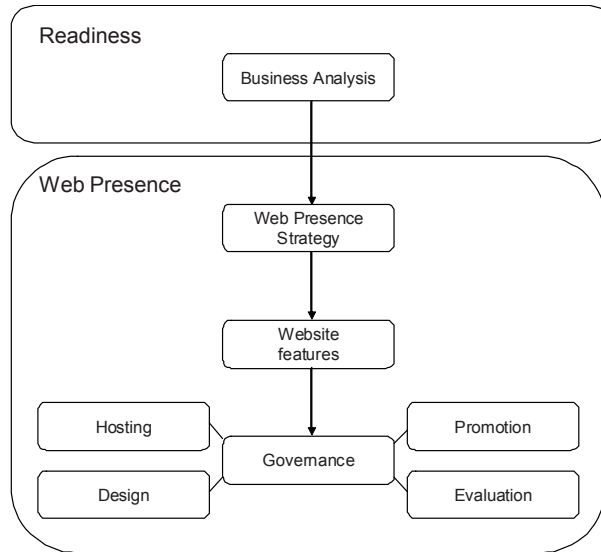 Readiness
Business Analysis
Web Presence
Web Presence
Strategy
Website
features
Hosting
Promotion
Governance
Design
Evaluation